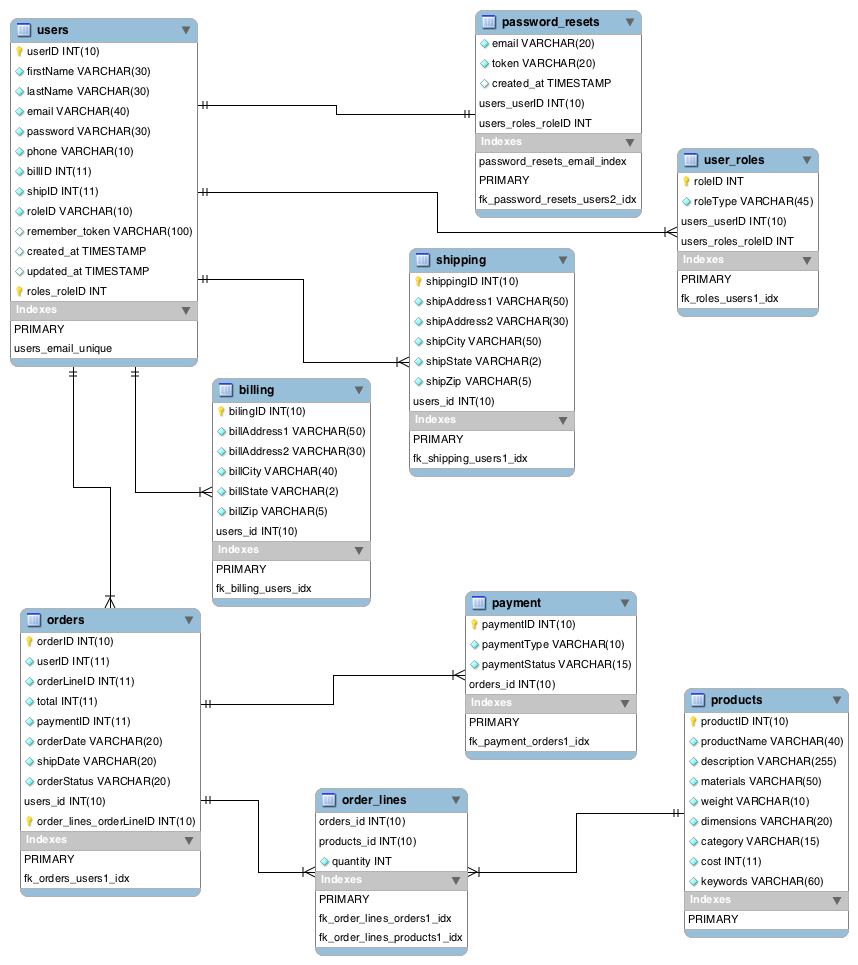 users
userID INT(10)
firstName VARCHAR(30)
lastName VARCHAR(30)
email VARCHAR(40)
password VARCHAR(30)
phone VARCHAR(10)
billID INT(11)
shipID INT(11)
roleID VARCHAR(10)
remember_token VARCHAR(100)
created_at TIMESTAMP
updated_at TIMESTAMP
roles_roleID INT
Indexes
PRIMARY
users_email_unique
password_resets
email VARCHAR(20)
token VARCHAR(20)
created_at TIMESTAMP
users_userID INT(10)
users_roles_roleID INT
Indexes
password_resets_email_index
PRIMARY
fk_password_resets_users2_idx
user_roles
roleID INT
roleType VARCHAR(45)
users_userID INT(10)
users_roles_roleID INT
Indexes
PRIMARY
fk_roles_users1_idx
shipping
shippingID INT(10)
shipAddress1 VARCHAR(50)
shipAddress2 VARCHAR(30)
shipCity VARCHAR(50)
shipState VARCHAR(2)
shipZip VARCHAR(5)
users_id INT(10)
Indexes
PRIMARY
fk_shipping_users1_idx
billing
bilingID INT(10)
billAddress1 VARCHAR(50)
billAddress2 VARCHAR(30)
billCity VARCHAR(40)
billState VARCHAR(2)
billZip VARCHAR(5)
users_id INT(10)
Indexes
PRIMARY
fk_billing_users_idx
orders
orderID INT(10)
userID INT(11)
orderLineID INT(11)
total INT(11)
paymentID INT(11)
orderDate VARCHAR(20)
shipDate VARCHAR(20)
orderStatus VARCHAR(20)
users_id INT(10)
order_lines_orderLineID INT(10)
Indexes
PRIMARY
fk_orders_users1_idx
payment
paymentID INT(10)
paymentType VARCHAR(10)
paymentStatus VARCHAR(15)
orders_id INT(10)
Indexes
PRIMARY
fk_payment_orders1_idx
order_lines
orders_id INT(10)
products_id INT(10)
quantity INT
Indexes
PRIMARY
fk_order_lines_orders1_idx
fk_order_lines_products1_idx
products
productID INT(10)
productName VARCHAR(40)
description VARCHAR(255)
materials VARCHAR(50)
weight VARCHAR(10)
dimensions VARCHAR(20)
category VARCHAR(15)
cost INT(11)
keywords VARCHAR(60)
Indexes
PRIMARY